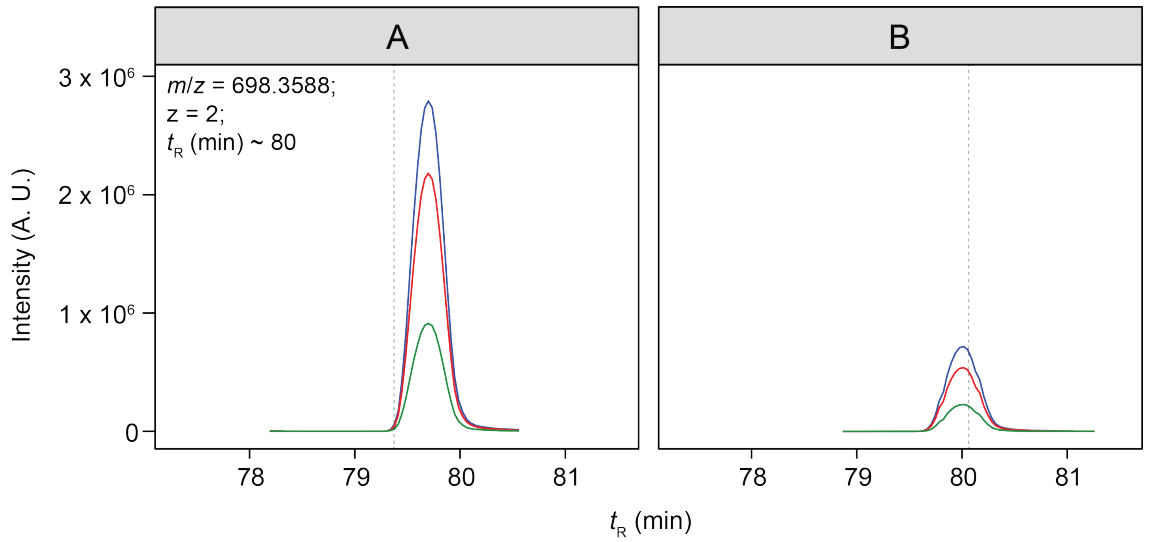 A
B
m/z = 698.3588;
z = 2;
tR (min) ~ 80
3 x 10⁶
2 x 10⁶
1 x 10⁶
0
Intensity (A. U.)
78 79 80 81
78 79 80 81
tR (min)